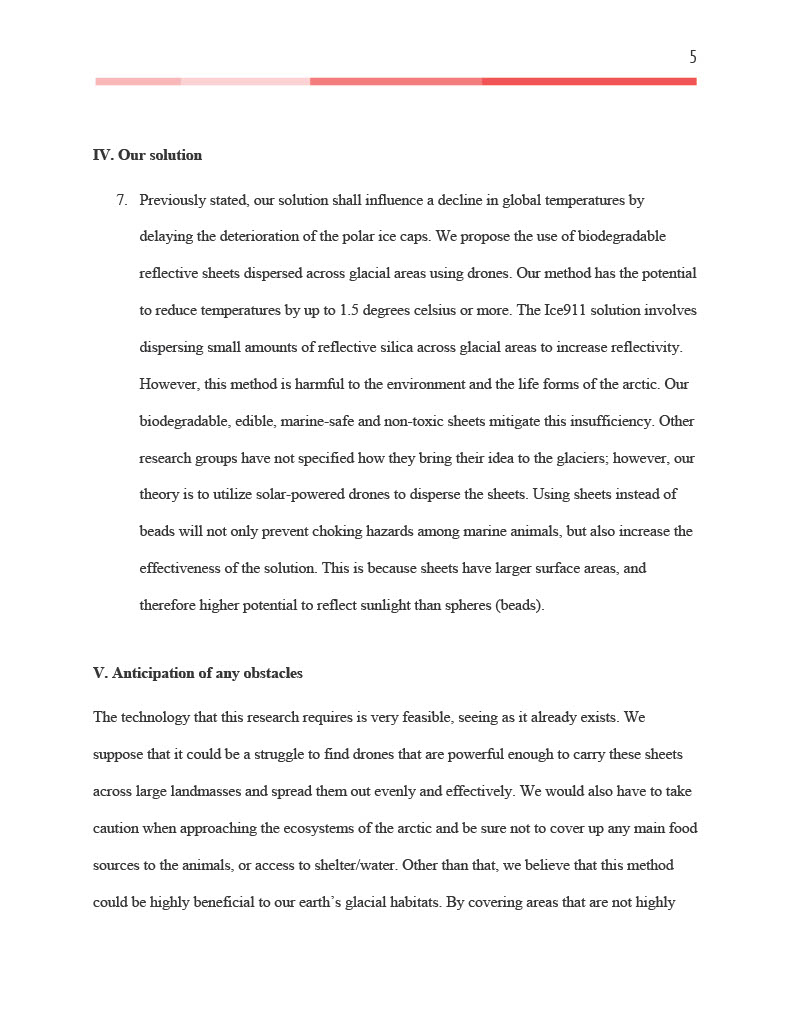 5
IV. Our solution
7. Previously stated, our solution shall influence a decline in global temperatures by
delaying the deterioration of the polar ice caps. We propose the use of biodegradable
reflective sheets dispersed across glacial areas using drones. Our method has the potential
to reduce temperatures by up to 1.5 degrees celsius or more. The Ice911 solution involves
dispersing small amounts of reflective silica across glacial areas to increase reflectivity.
However, this method is harmful to the environment and the life forms of the arctic. Our
biodegradable, edible, marine-safe and non-toxic sheets mitigate this insufficiency. Other
research groups have not specified how they bring their idea to the glaciers; however, our
theory is to utilize solar-powered drones to disperse the sheets. Using sheets instead of
beads will not only prevent choking hazards among marine animals, but also increase the
effectiveness of the solution. This is because sheets have larger surface areas, and
therefore higher potential to reflect sunlight than spheres (beads).
V. Anticipation of any obstacles
The technology that this research requires is very feasible, seeing as it already exists. We
suppose that it could be a struggle to find drones that are powerful enough to carry these sheets
across large landmasses and spread them out evenly and effectively. We would also have to take
caution when approaching the ecosystems of the arctic and be sure not to cover up any main food
sources to the animals, or access to shelter/water. Other than that, we believe that this method
could be highly beneficial to our earth’s glacial habitats. By covering areas that are not highly